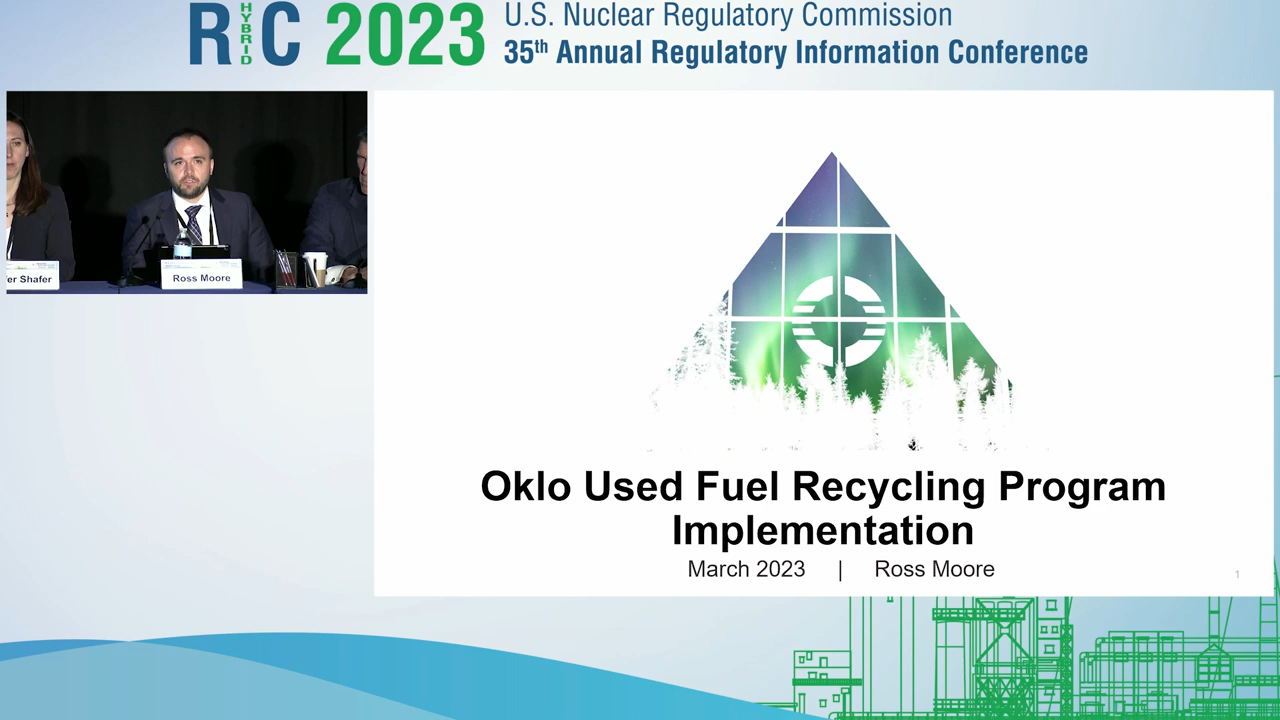 RIC 2023
HYBRID
U.S. Nuclear Regulatory Commission
35th Annual Regulatory Information Conference
fer Shafer
Ross Moore
Oklo Used Fuel Recycling Program
Implementation
March 2023 | Ross Moore
1